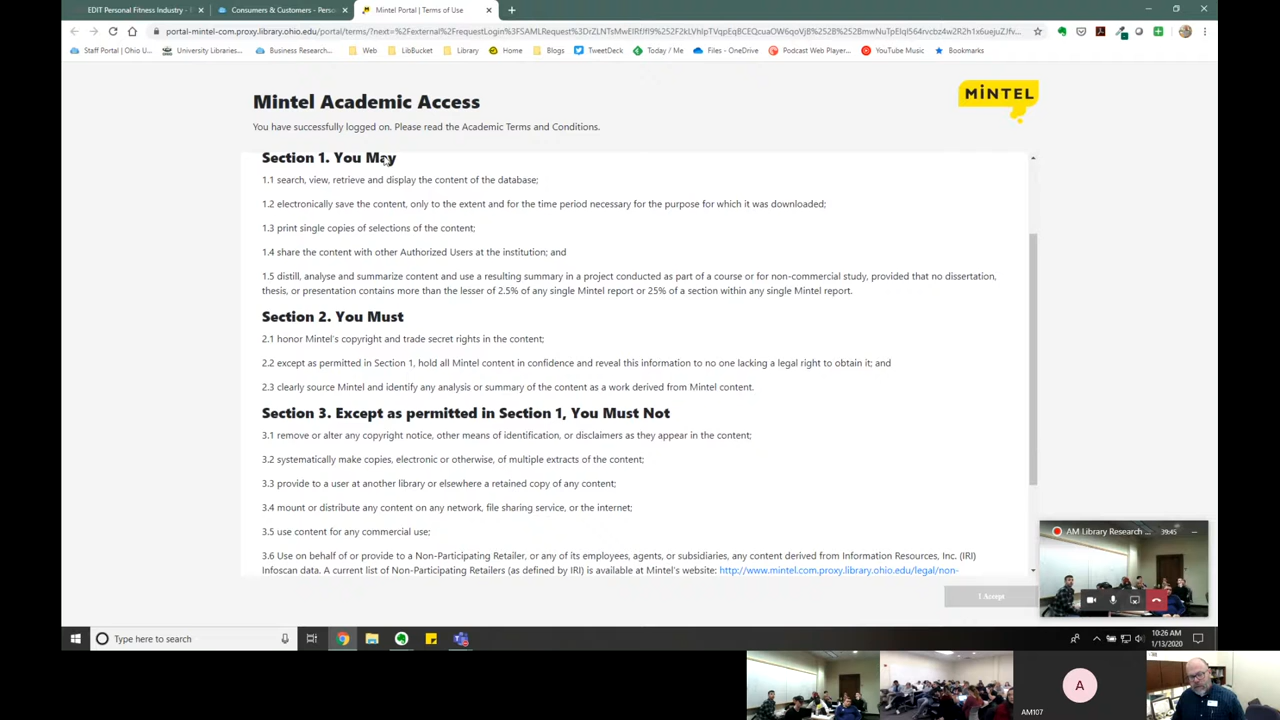 EDIT Personal Fitness Industry -
Consumers & Customers - Perso
Mintel Portal | Terms of Use
portal-mintel-com.proxy.library.ohio.edu/portal/terms/?next=
Staff Portal | Ohio U...
University Libraries...
Business Research...
Web
LibBucket
Library
Home
Blogs
TweetDeck
Today / Me
Files - OneDrive
Podcast Web Player...
YouTube Music
Bookmarks
Mintel Academic Access
MiNTEL
You have successfully logged on. Please read the Academic Terms and Conditions.
Section 1. You May
1.1 search, view, retrieve and display the content of the database;
1.2 electronically save the content, only to the extent and for the time period necessary for the purpose for which it was downloaded;
1.3 print single copies of selections of the content;
1.4 share the content with other Authorized Users at the institution; and
1.5 distill, analyse and summarize content and use a resulting summary in a project conducted as part of a course or for non-commercial study, provided that no dissertation,
thesis, or presentation contains more than the lesser of 2.5% of any single Mintel report or 25% of a section within any single Mintel report.
Section 2. You Must
2.1 honor Mintel's copyright and trade secret rights in the content;
2.2 except as permitted in Section 1, hold all Mintel content in confidence and reveal this information to no one lacking a legal right to obtain it; and
2.3 clearly source Mintel and identify any analysis or summary of the content as a work derived from Mintel content.
Section 3. Except as permitted in Section 1, You Must Not
3.1 remove or alter any copyright notice, other means of identification, or disclaimers as they appear in the content;
3.2 systematically make copies, electronic or otherwise, of multiple extracts of the content;
3.3 provide to a user at another library or elsewhere a retained copy of any content;
3.4 mount or distribute any content on any network, file sharing service, or the internet;
3.5 use content for any commercial use;
3.6 Use on behalf of or provide to a Non-Participating Retailer, or any of its employees, agents, or subsidiaries, any content derived from Information Resources, Inc. (IRI)
Infoscan data. A current list of Non-Participating Retailers (as defined by IRI) is available at Mintel's website: http://www.mintel.com.proxy.library.ohio.edu/legal/non-
I Accept
AM Library Research ...
39:45
Type here to search
10:26 AM
1/13/2020
A
AM107